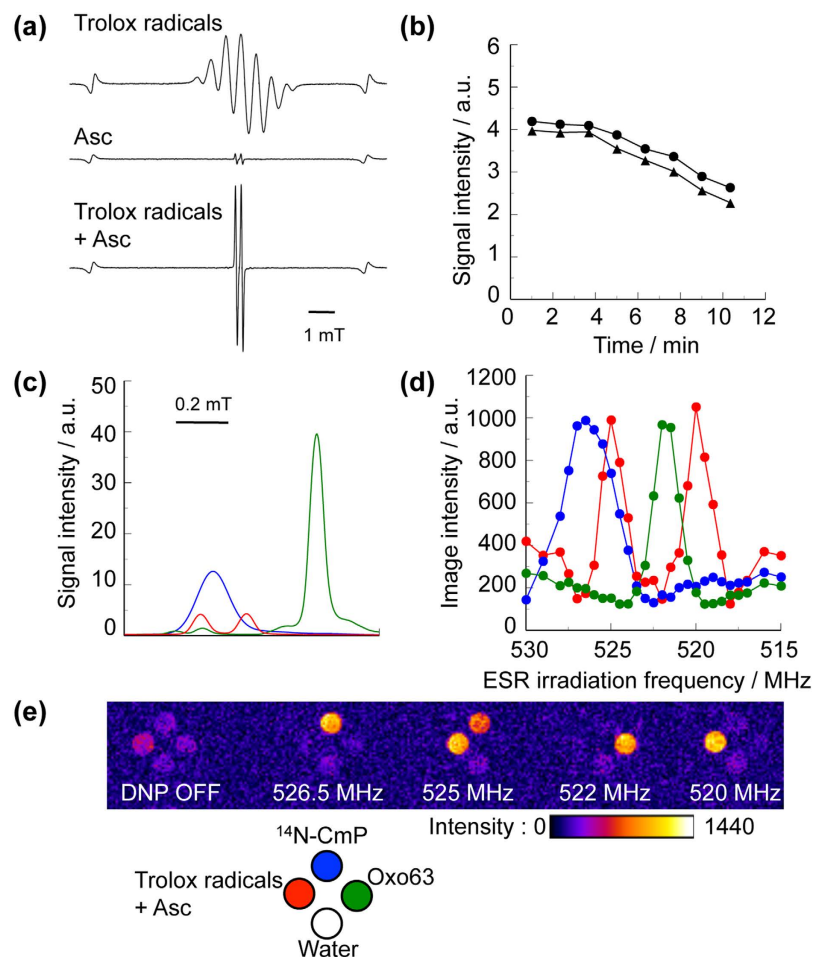 (a)
Trolox radicals
Asc
Trolox radicals
+ Asc
1 mT
(b)
Signal intensity / a.u.
6
5
4
3
2
1
0
0 2 4 6 8 10 12
Time / min
(c)
Signal intensity / a.u.
50
40
30
20
10
0
0.2 mT
(d)
Image intensity / a.u.
1200
1000
800
600
400
200
0
530 525 520 515
ESR irradiation frequency / MHz
(e)
DNP OFF 526.5 MHz 525 MHz 522 MHz 520 MHz
Intensity : 0 1440
¹⁴N-CmP
Trolox radicals
+ Asc
Oxo63
Water